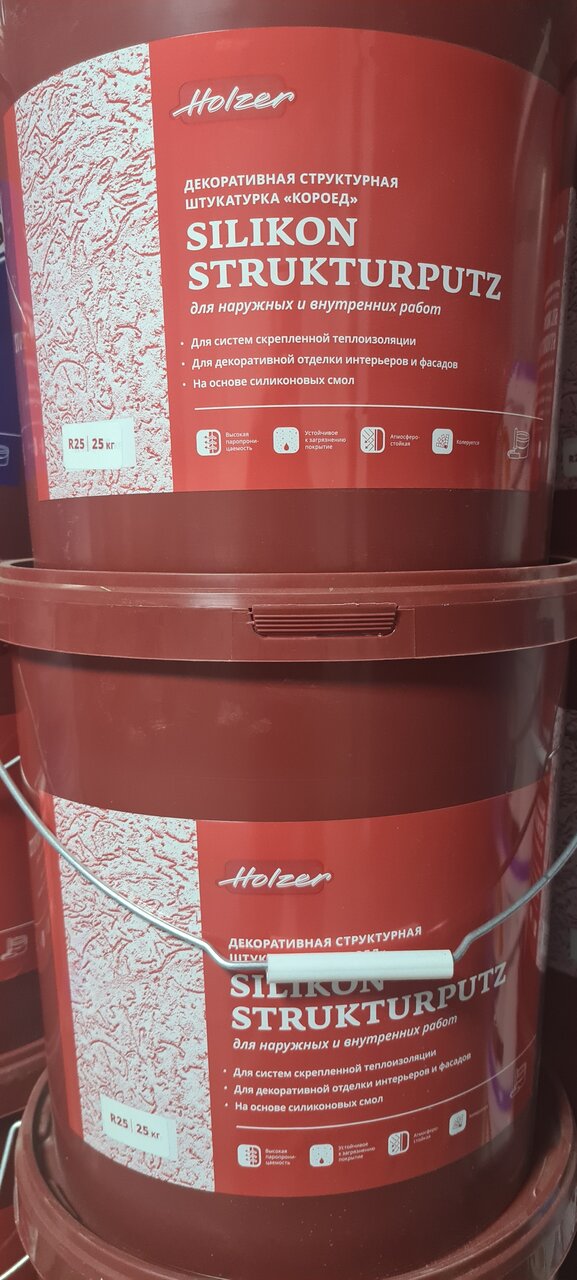 Holzer
ДЕКОРАТИВНАЯ СТРУКТУРНАЯ
ШТУКАТУРКА «КОРОЕД»
SILIKON
STRUKTURPUTZ
для наружных и внутренних работ
• Для систем скрепленной теплоизоляции
• Для декоративной отделки интерьеров и фасадов
• На основе силиконовых смол
R25 | 25 кг
Высокая
паропрони-
цаемость
Устойчивое
к загрязнению
покрытие
Атмосферо-
стойкая
Колеруется
Holzer
ДЕКОРАТИВНАЯ СТРУКТУРНАЯ
SILIKON
STRUKTURPUTZ
для наружных и внутренних работ
• Для систем скрепленной теплоизоляции
• Для декоративной отделки интерьеров и фасадов
• На основе силиконовых смол
R25 | 25 кг
Высокая
паропрони-
цаемость
Устойчивое
к загрязнению
покрытие
Атмосферо-
стойкая